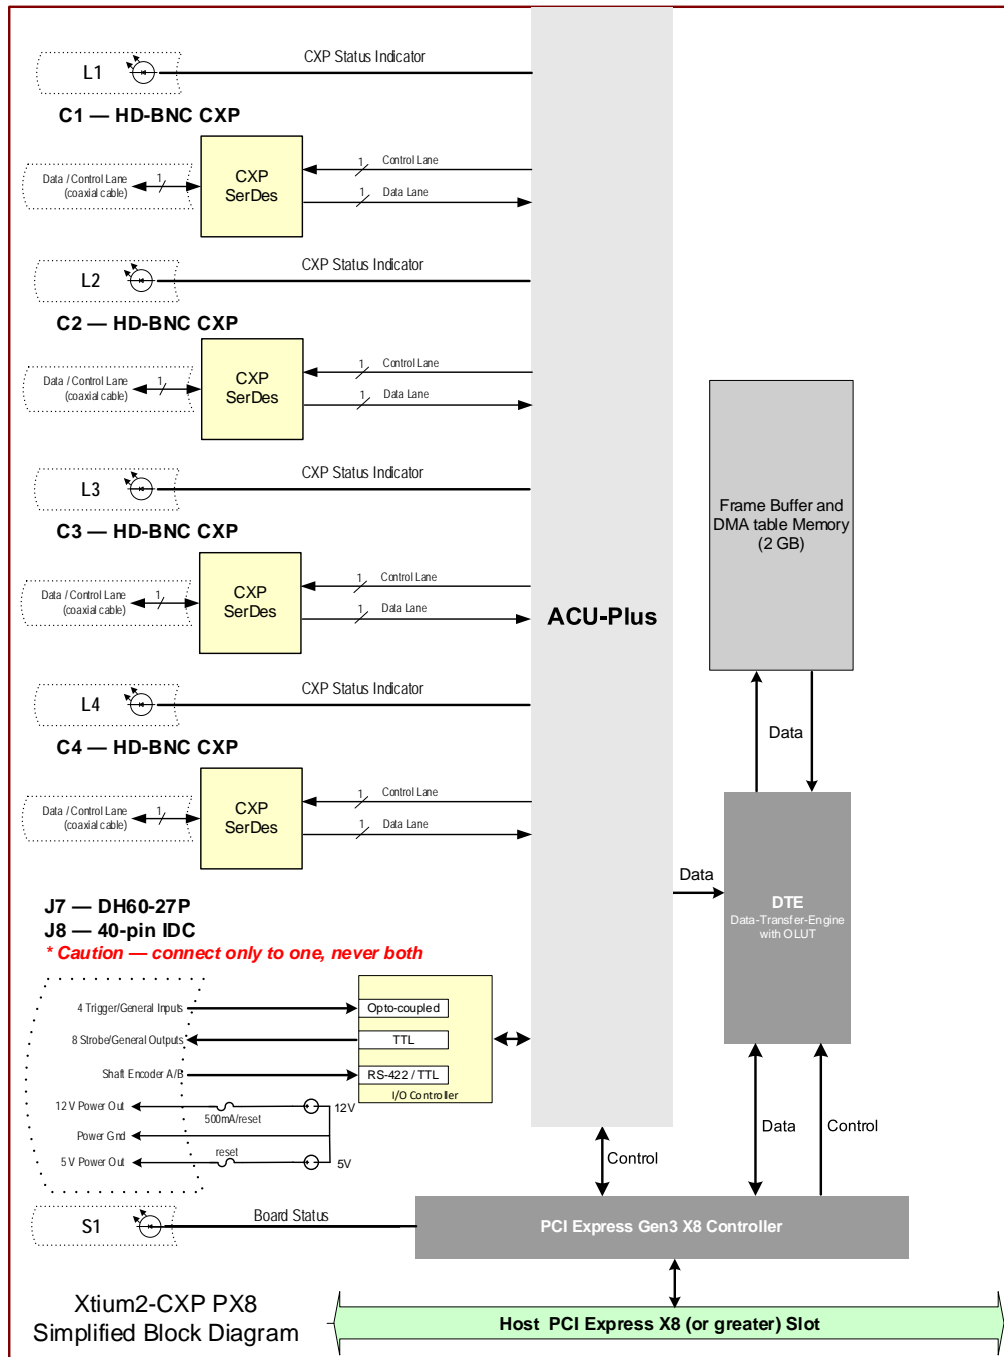 CXP Status Indicator
L1
C1 — HD-BNC CXP
Data / Control Lane
(coaxial cable)
1
CXP
SerDes
1 Control Lane
1 Data Lane
CXP Status Indicator
L2
C2 — HD-BNC CXP
Data / Control Lane
(coaxial cable)
1
CXP
SerDes
1 Control Lane
1 Data Lane
CXP Status Indicator
L3
C3 — HD-BNC CXP
Data / Control Lane
(coaxial cable)
1
CXP
SerDes
1 Control Lane
1 Data Lane
CXP Status Indicator
L4
C4 — HD-BNC CXP
Data / Control Lane
(coaxial cable)
1
CXP
SerDes
1 Control Lane
1 Data Lane
ACU-Plus
Frame Buffer and
DMA table Memory
(2 GB)
Data
Data
DTE
Data-Transfer-Engine
with OLUT
J7 — DH60-27P
J8 — 40-pin IDC
* Caution — connect only to one, never both
4 Trigger/General Inputs
Opto-coupled
8 Strobe/General Outputs
TTL
Shaft Encoder A/B
RS-422 / TTL
I/O Controller
12 V Power Out
500mA/reset
12V
Power Gnd
5 V Power Out
reset
5V
Control
Data
Control
S1
Board Status
PCI Express Gen3 X8 Controller
Xtium2-CXP PX8
Simplified Block Diagram
Host PCI Express X8 (or greater) Slot